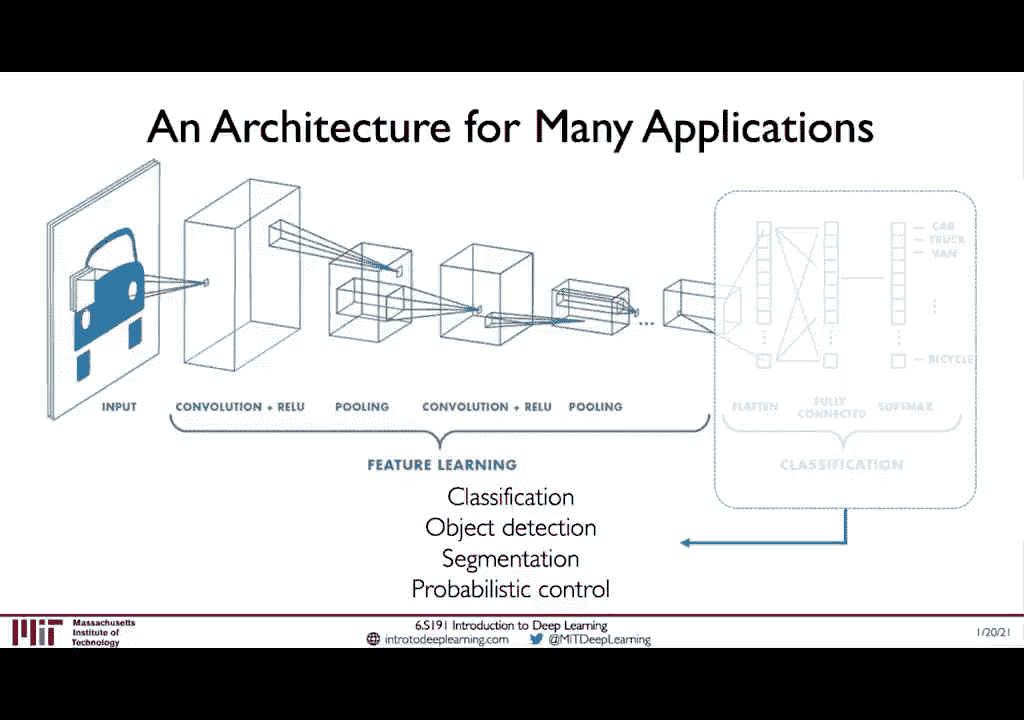 An Architecture for Many Applications
CAR
TRUCK
VAN
BICYCLE
INPUT
CONVOLUTION + RELU
POOLING
CONVOLUTION + RELU
POOLING
FLATTEN
FULLY
CONNECTED
SOFTMAX
FEATURE LEARNING
CLASSIFICATION
Classification
Object detection
Segmentation
Probabilistic control
Massachusetts
Institute of
Technology
6.S191 Introduction to Deep Learning
introtodeeplearning.com
@MITDeepLearning
1/20/21